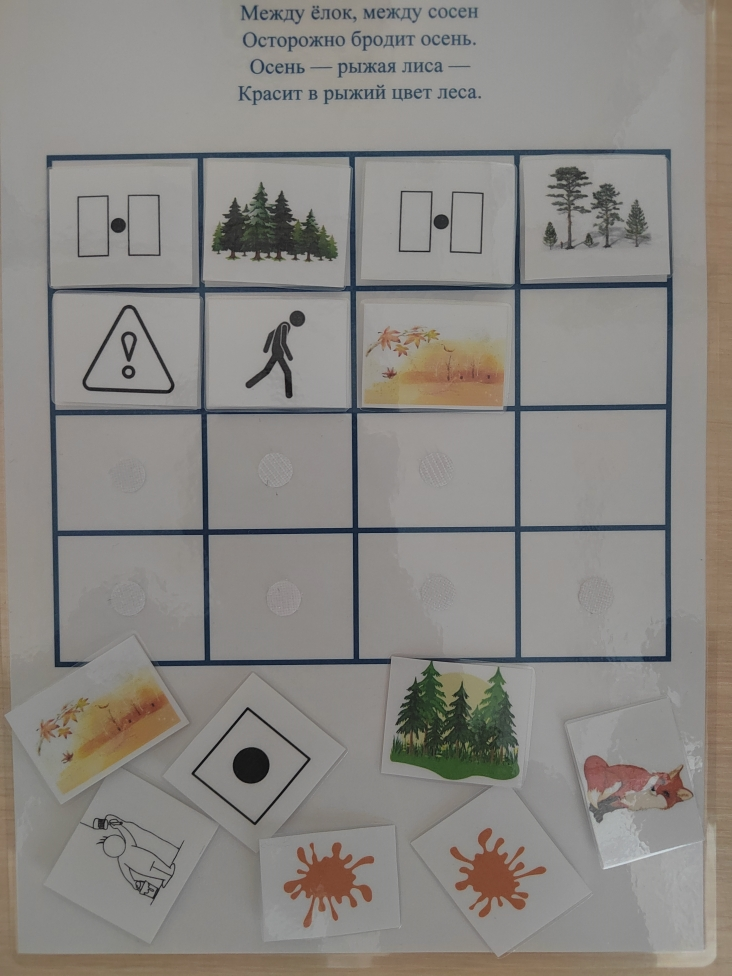 Между ёлок, между сосен
Осторожно бродит осень.
Осень — рыжая лиса —
Красит в рыжий цвет леса.